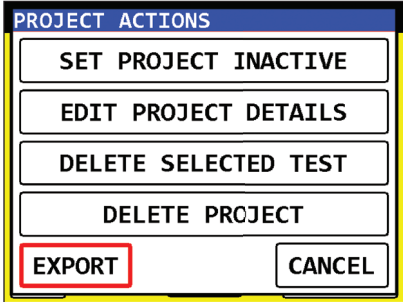 PROJECT ACTIONS
SET PROJECT INACTIVE
EDIT PROJECT DETAILS
DELETE SELECTED TEST
DELETE PROJECT
EXPORT CANCEL